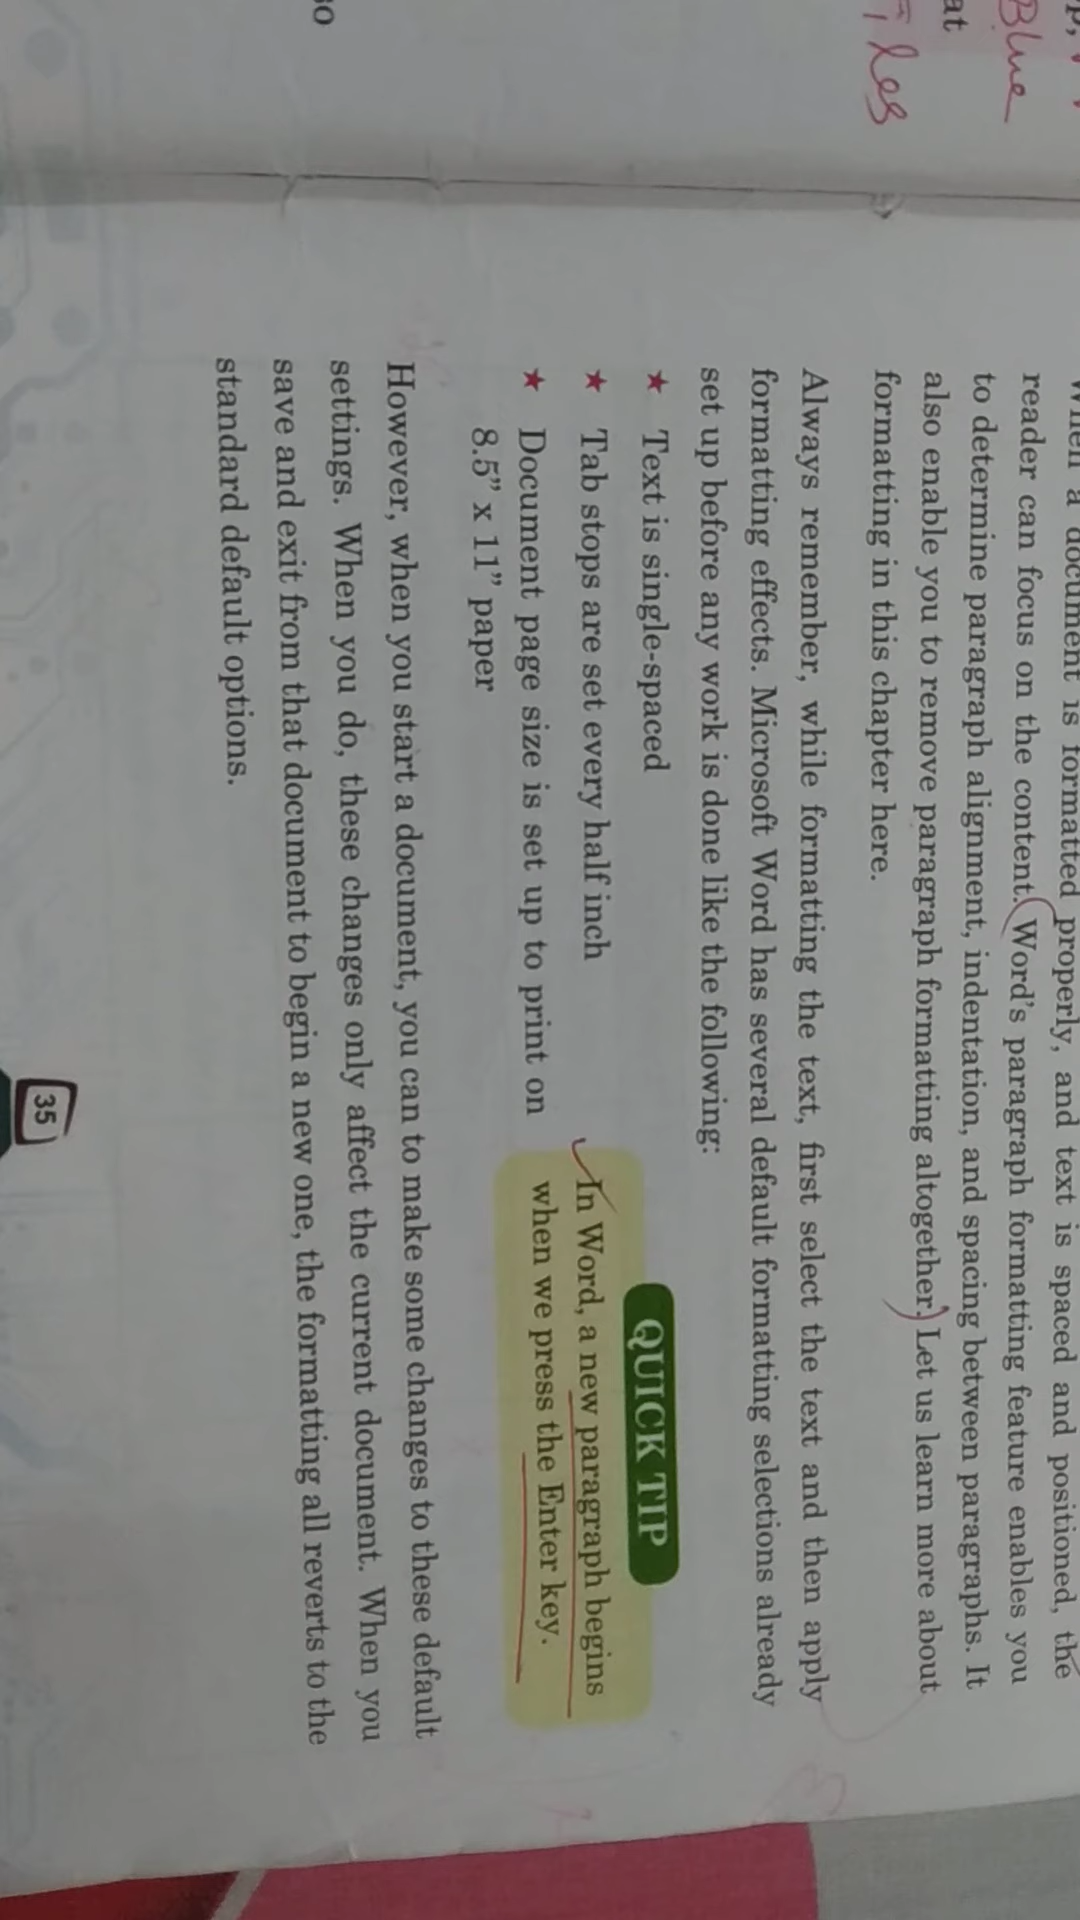 Blue
at
iles
When a document is formatted properly, and text is spaced and positioned, the
reader can focus on the content. Word's paragraph formatting feature enables you
to determine paragraph alignment, indentation, and spacing between paragraphs. It
also enable you to remove paragraph formatting altogether. Let us learn more about
formatting in this chapter here.
Always remember, while formatting the text, first select the text and then apply
formatting effects. Microsoft Word has several default formatting selections already
set up before any work is done like the following:
★ Text is single-spaced
★ Tab stops are set every half inch
★ Document page size is set up to print on
8.5” x 11” paper
QUICK TIP
In Word, a new paragraph begins
when we press the Enter key.
However, when you start a document, you can to make some changes to these default
settings. When you do, these changes only affect the current document. When you
save and exit from that document to begin a new one, the formatting all reverts to the
standard default options.
35